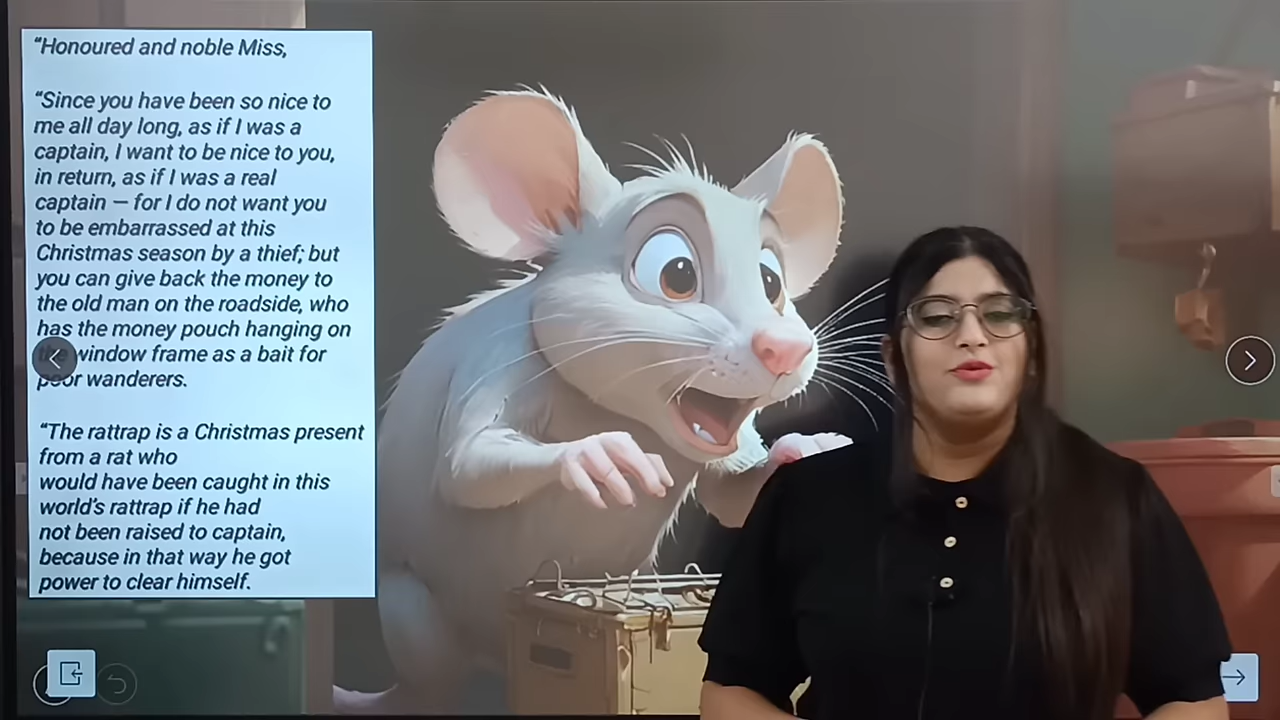 “Honoured and noble Miss,
“Since you have been so nice to
me all day long, as if I was a
captain, I want to be nice to you,
in return, as if I was a real
captain — for I do not want you
to be embarrassed at this
Christmas season by a thief; but
you can give back the money to
the old man on the roadside, who
has the money pouch hanging on
the window frame as a bait for
poor wanderers.
“The rattrap is a Christmas present
from a rat who
would have been caught in this
world’s rattrap if he had
not been raised to captain,
because in that way he got
power to clear himself.